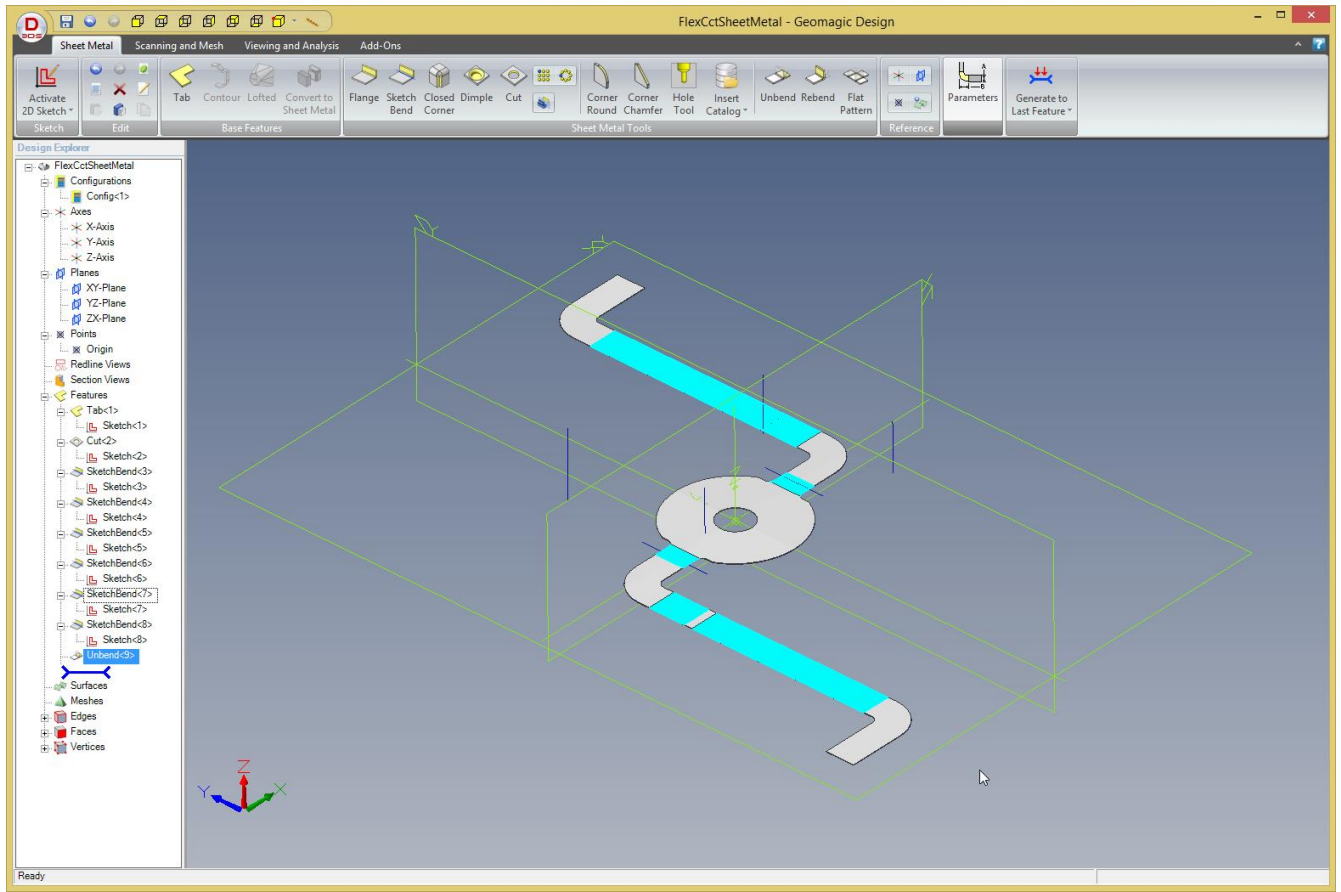 FlexCctSheetMetal - Geomagic Design
D
BDS
Sheet Metal Scanning and Mesh Viewing and Analysis Add-Ons
Activate
2D Sketch
Sketch
Edit
Tab Contour Lofted Convert to
Sheet Metal
Base Features
Flange Sketch Bend Closed Corner Dimple Cut
Corner Round Corner Chamfer Hole Tool Insert Catalog
Unbend Rebend Flat Pattern
Sheet Metal Tools
Reference
Parameters
Generate to
Last Feature
Design Explorer
FlexCctSheetMetal
Configurations
Config<1>
Axes
X-Axis
Y-Axis
Z-Axis
Planes
XY-Plane
YZ-Plane
ZX-Plane
Points
Origin
Redline Views
Section Views
Features
Tab<1>
Sketch<1>
Cut<2>
Sketch<2>
SketchBend<3>
Sketch<3>
SketchBend<4>
Sketch<4>
SketchBend<5>
Sketch<5>
SketchBend<6>
Sketch<6>
SketchBend<7>
Sketch<7>
SketchBend<8>
Sketch<8>
Unbend<9>
Surfaces
Meshes
Edges
Faces
Vertices
Z
Y X
Ready